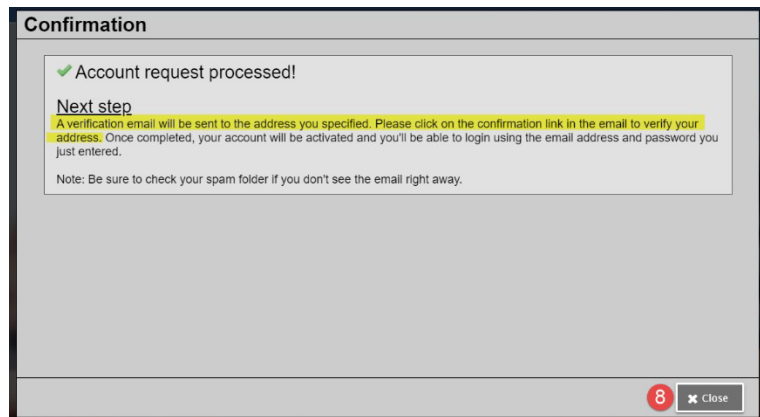 Confirmation
Account request processed!
Next step
A verification email will be sent to the address you specified. Please click on the confirmation link in the email to verify your
address. Once completed, your account will be activated and you'll be able to login using the email address and password you
just entered.
Note: Be sure to check your spam folder if you don't see the email right away.
8 Close